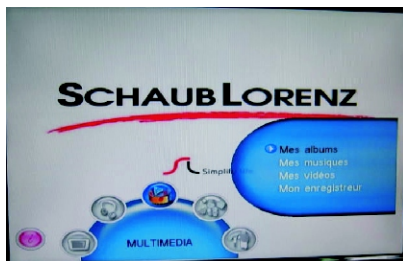 SCHAUB LORENZ
Mes albums
Mes musiques
Mes vidéos
Mon enregistreur
MULTIMEDIA